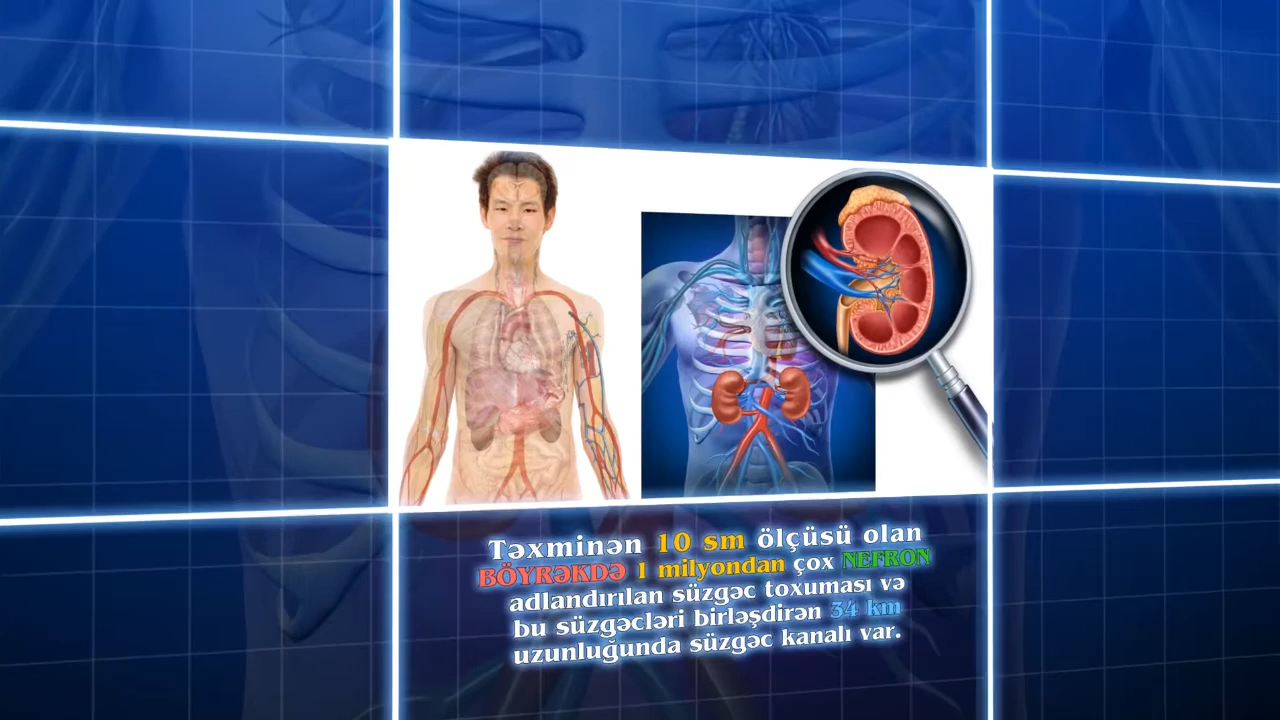 Təxminən 10 sm ölçüsü olan
BÖYRƏKDƏ 1 milyondan çox NEFRON
adlandırılan süzgəc toxuması və
bu süzgəcləri birləşdirən 34 km
uzunluğunda süzgəc kanalı var.